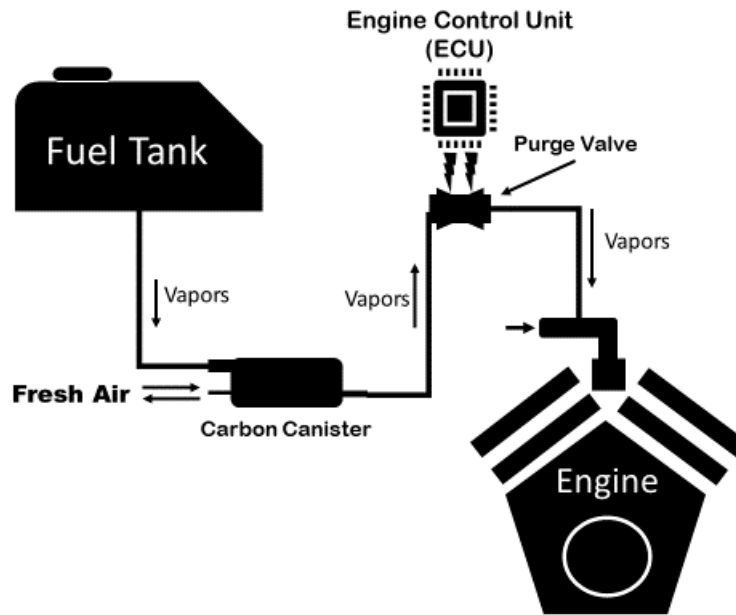 Engine Control Unit
(ECU)
Fuel Tank
Purge Valve
Vapors
Vapors
Vapors
Fresh Air
Carbon Canister
Engine